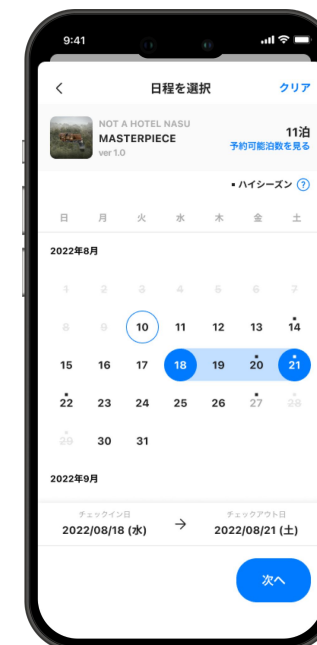 9:41
日程を選択 クリア
NOT A HOTEL NASU
MASTERPIECE
ver 1.0
11泊
予約可能泊数を見る
• ハイシーズン ?
日 月 火 水 木 金 土
2022年8月
1 2 3 4 5 6 7
8 9 10 11 12 13 14
15 16 17 18 19 20 21
22 23 24 25 26 27 28
29 30 31
2022年9月
チェックイン日 チェックアウト日
2022/08/18 (水) → 2022/08/21 (土)
次へ